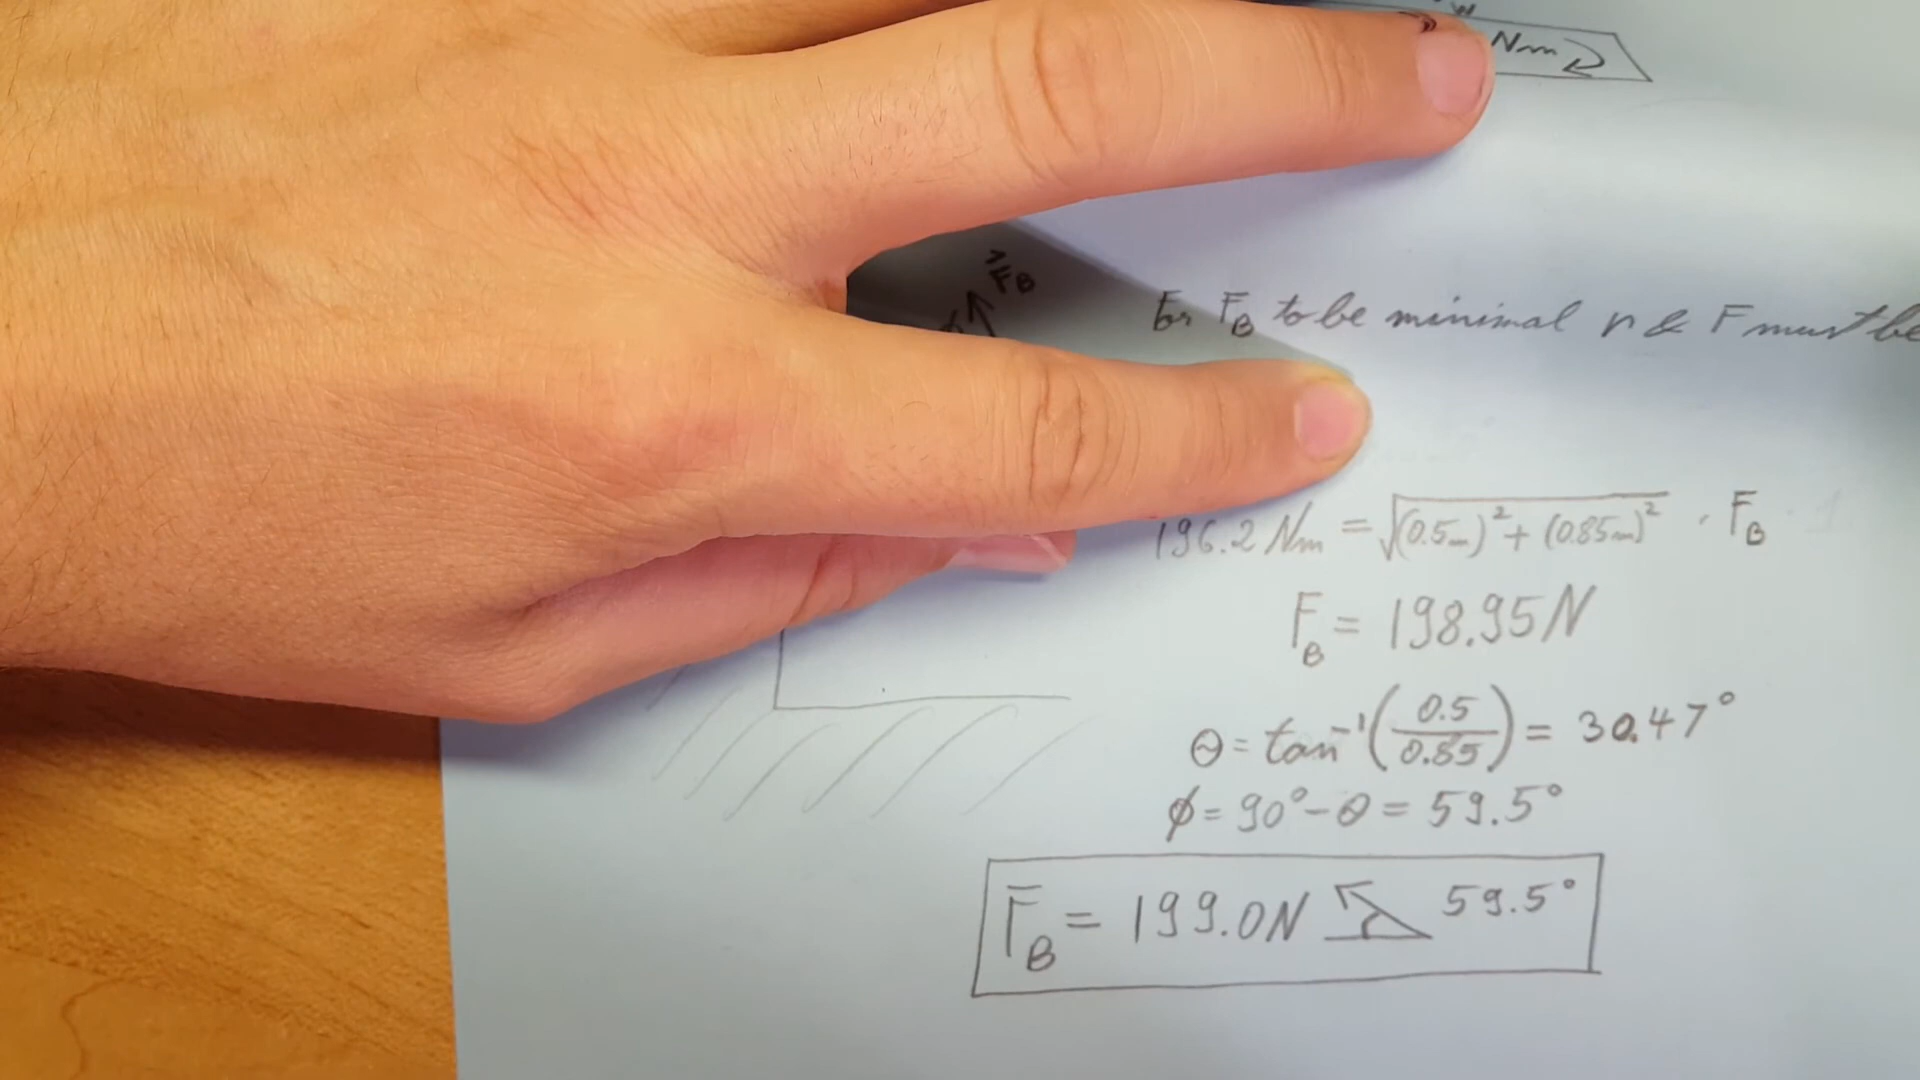 Nm
F_B
For F_B to be minimal r & F must be
196.2 Nm = √((0.5m)² + (0.85m)²) · F_B
F_B = 198.95 N
θ = tan⁻¹(0.5/0.85) = 30.47°
ϕ = 90° - θ = 59.5°
F_B = 199.0N 59.5°